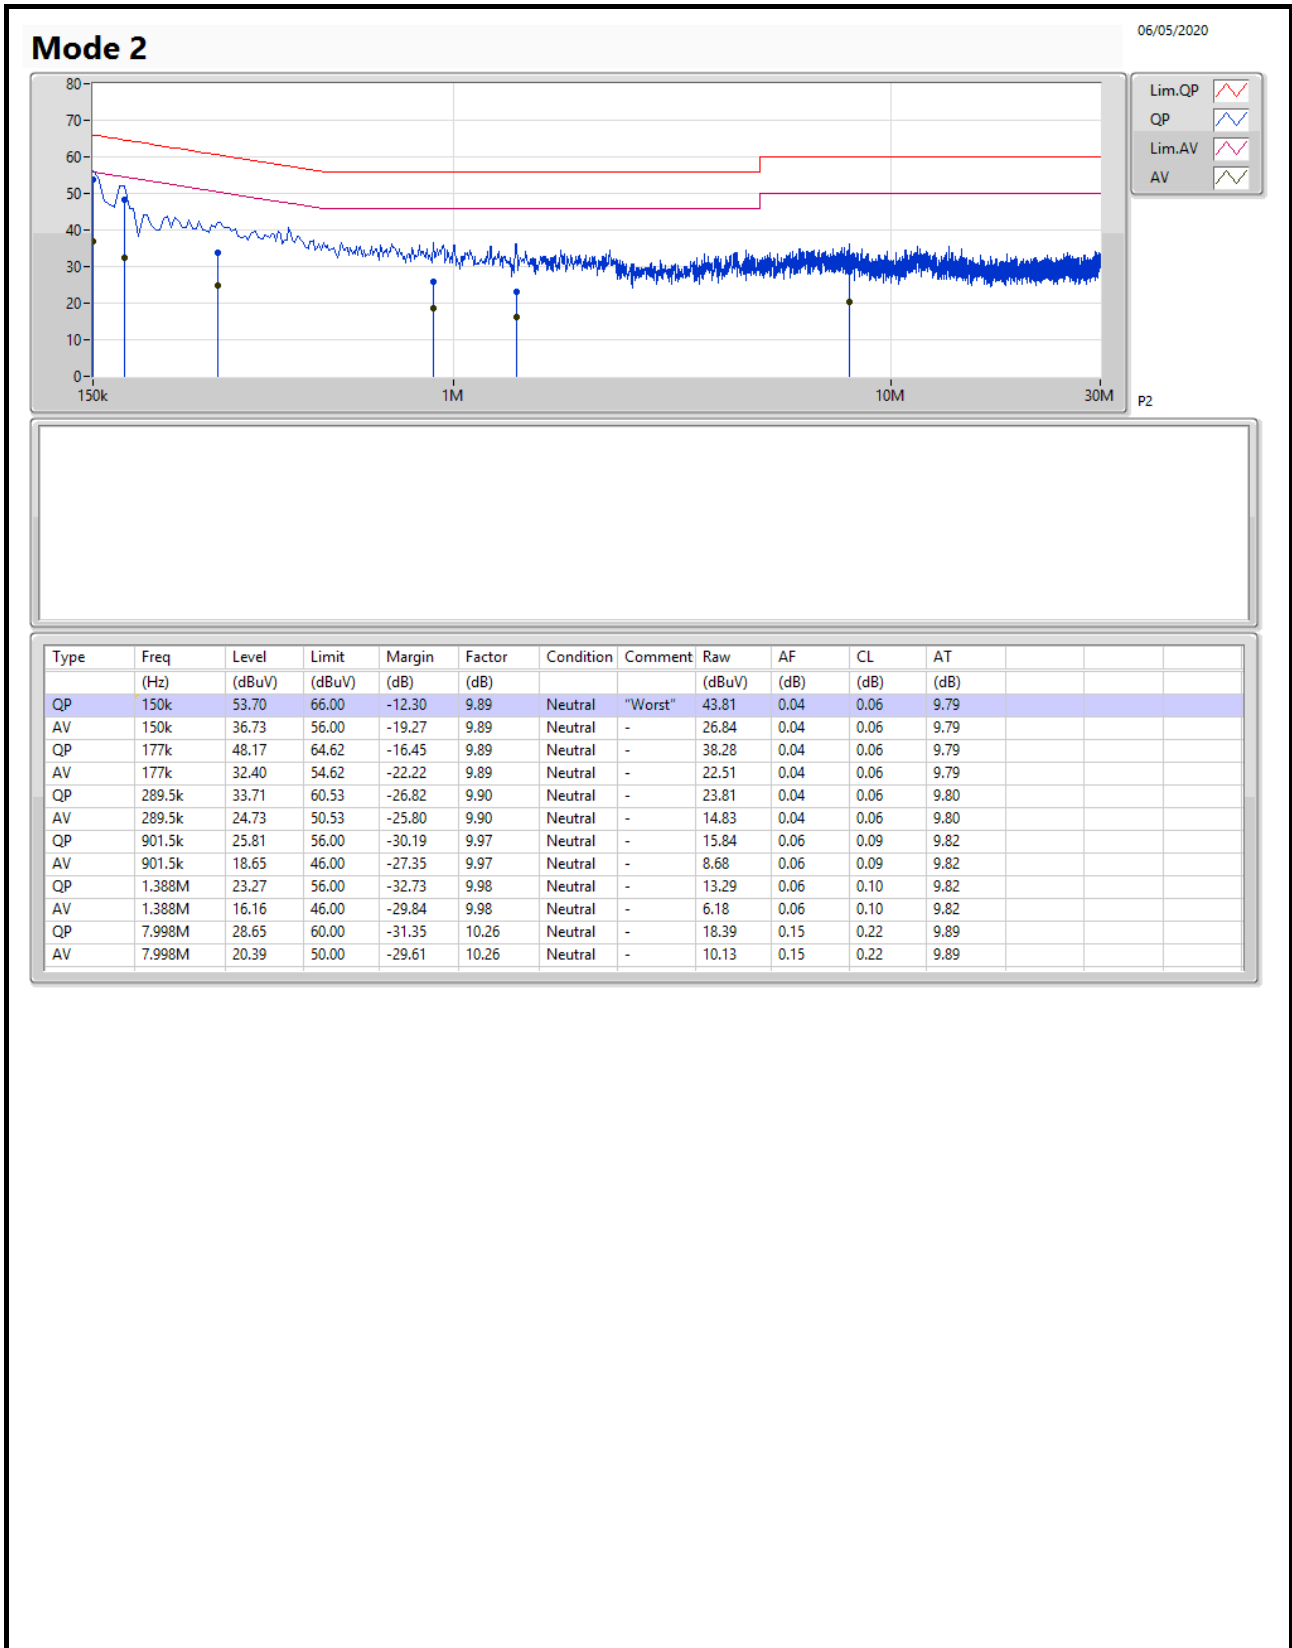 06/05/2020
Mode 2
80
70
60
50
40
30
20
10
0
150k 1M 10M 30M
Lim.QP
QP
Lim.AV
AV
P2
Type Freq Level Limit Margin Factor Condition Comment Raw AF CL AT
(Hz) (dBuV) (dBuV) (dB) (dB) (dBuV) (dB) (dB) (dB)
QP 150k 53.70 66.00 -12.30 9.89 Neutral "Worst" 43.81 0.04 0.06 9.79
AV 150k 36.73 56.00 -19.27 9.89 Neutral - 26.84 0.04 0.06 9.79
QP 177k 48.17 64.62 -16.45 9.89 Neutral - 38.28 0.04 0.06 9.79
AV 177k 32.40 54.62 -22.22 9.89 Neutral - 22.51 0.04 0.06 9.79
QP 289.5k 33.71 60.53 -26.82 9.90 Neutral - 23.81 0.04 0.06 9.80
AV 289.5k 24.73 50.53 -25.80 9.90 Neutral - 14.83 0.04 0.06 9.80
QP 901.5k 25.81 56.00 -30.19 9.97 Neutral - 15.84 0.06 0.09 9.82
AV 901.5k 18.65 46.00 -27.35 9.97 Neutral - 8.68 0.06 0.09 9.82
QP 1.388M 23.27 56.00 -32.73 9.98 Neutral - 13.29 0.06 0.10 9.82
AV 1.388M 16.16 46.00 -29.84 9.98 Neutral - 6.18 0.06 0.10 9.82
QP 7.998M 28.65 60.00 -31.35 10.26 Neutral - 18.39 0.15 0.22 9.89
AV 7.998M 20.39 50.00 -29.61 10.26 Neutral - 10.13 0.15 0.22 9.89